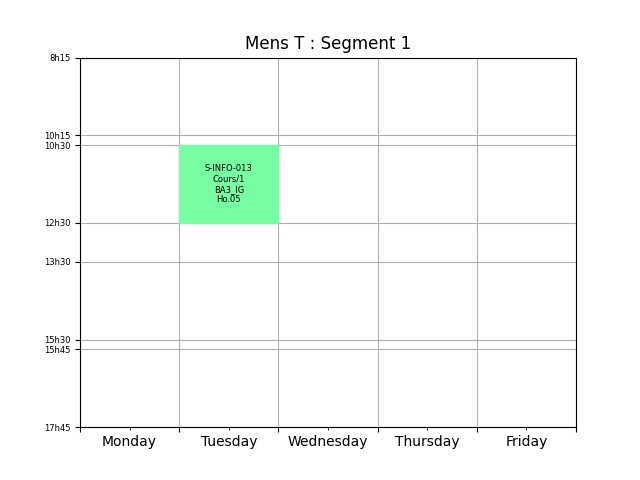 Mens T : Segment 1
8h15
10h15
10h30
S-INFO-013
Cours/1
BA3_IG
Ho.05
12h30
13h30
15h30
15h45
17h45
Monday Tuesday Wednesday Thursday Friday